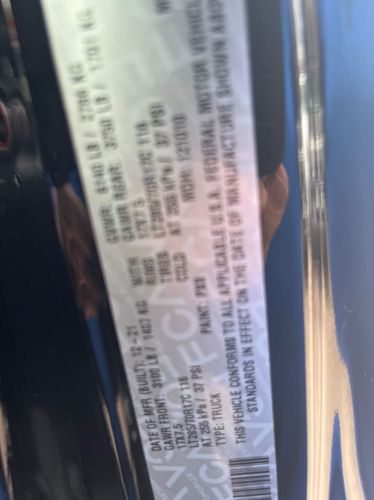 DATE OF MFR (BUILT): 12-21
GVWR: 6140 LB / 2786 KG
GAWR FRONT: 3100 LB / 1407 KG
GAWR REAR: 3750 LB / 1701 KG
17X7.5
WITH
RIMS
17X7.5
LT285/70R17C 116
TIRES
LT285/70R17C 116
AT 255 kPa / 37 PSI
COLD
AT 255 kPa / 37 PSI
TYPE: TRUCK
PAINT:
MDH: 121010
THIS VEHICLE CONFORMS TO ALL APPLICABLE U.S.A. FEDERAL MOTOR VEHICLE
STANDARDS IN EFFECT ON THE DATE OF MANUFACTURE SHOWN ABOVE